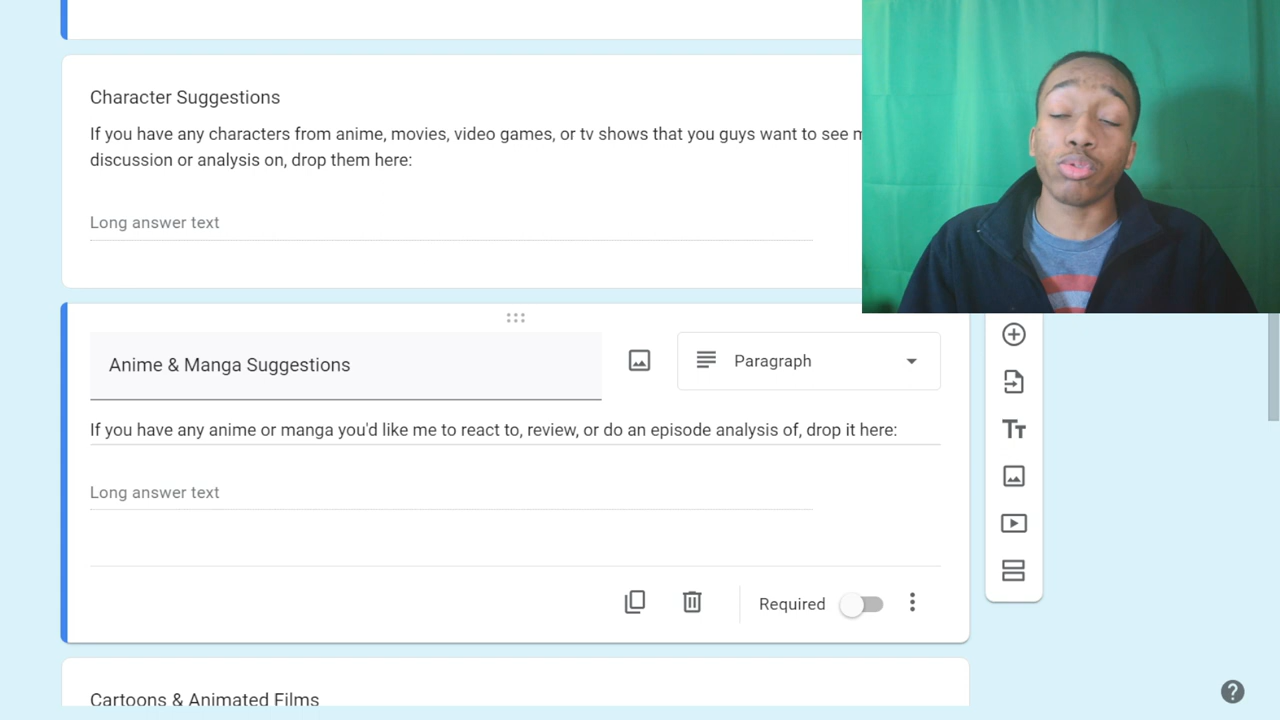 Character Suggestions
If you have any characters from anime, movies, video games, or tv shows that you guys want to see
discussion or analysis on, drop them here:
Long answer text
Anime & Manga Suggestions
Paragraph
If you have any anime or manga you'd like me to react to, review, or do an episode analysis of, drop it here:
Long answer text
Required
Cartoons & Animated Films